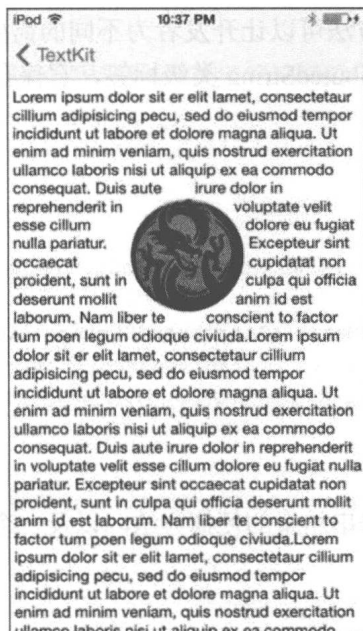 iPod 10:37 PM
TextKit
Lorem ipsum dolor sit er elit lamet, consectetaur
cillium adipisicing pecu, sed do eiusmod tempor
incididunt ut labore et dolore magna aliqua. Ut
enim ad minim veniam, quis nostrud exercitation
ullamco laboris nisi ut aliquip ex ea commodo
consequat. Duis aute irure dolor in
reprehenderit in voluptate velit
esse cillum dolore eu fugiat
nulla pariatur. Excepteur sint
occaecat cupidatat non
proident, sunt in culpa qui officia
deserunt mollit anim id est
laborum. Nam liber te conscient to factor
tum poen legum odioque civiuda.Lorem ipsum
dolor sit er elit lamet, consectetaur cillium
adipisicing pecu, sed do eiusmod tempor
incididunt ut labore et dolore magna aliqua. Ut
enim ad minim veniam, quis nostrud exercitation
ullamco laboris nisi ut aliquip ex ea commodo
consequat. Duis aute irure dolor in reprehenderit
in voluptate velit esse cillum dolore eu fugiat nulla
pariatur. Excepteur sint occaecat cupidatat non
proident, sunt in culpa qui officia deserunt mollit
anim id est laborum. Nam liber te conscient to
factor tum poen legum odioque civiuda.Lorem
ipsum dolor sit er elit lamet, consectetaur cillium
adipisicing pecu, sed do eiusmod tempor
incididunt ut labore et dolore magna aliqua. Ut
enim ad minim veniam, quis nostrud exercitation
ullamco laboris nisi ut aliquip ex ea commodo